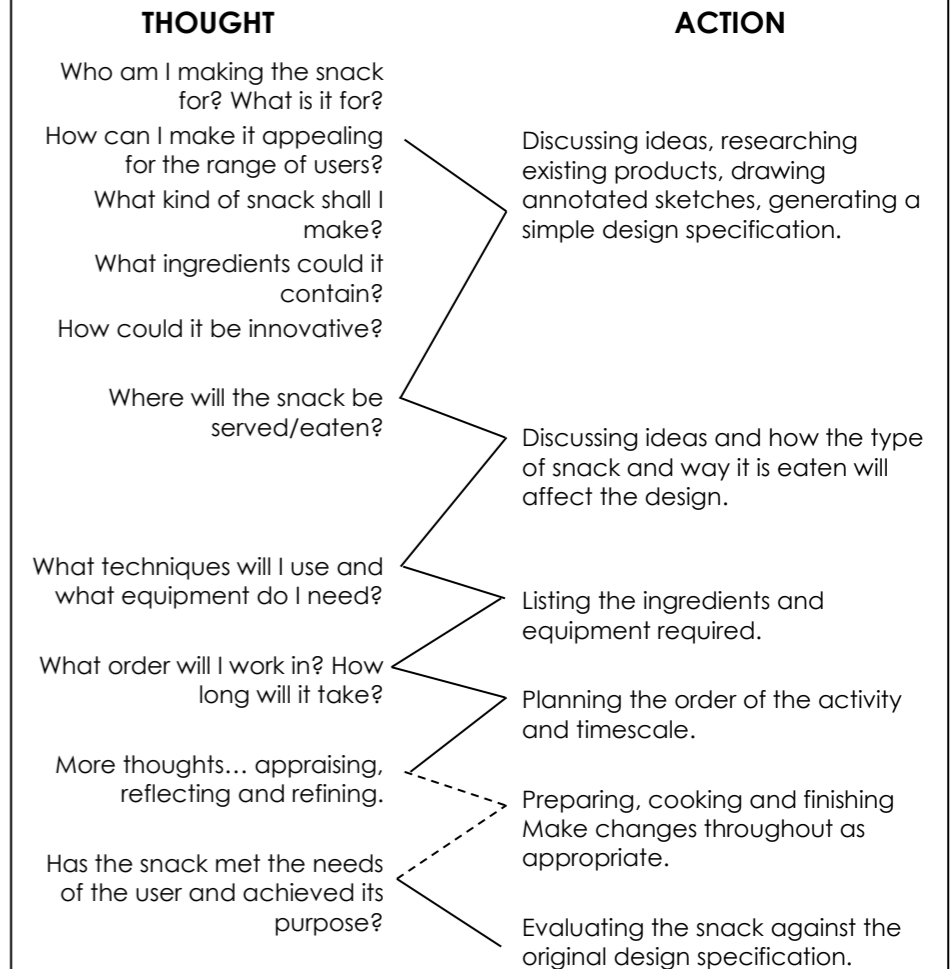 THOUGHT
ACTION
Who am I making the snack
for? What is it for?
How can I make it appealing
for the range of users?
What kind of snack shall I
make?
What ingredients could it
contain?
How could it be innovative?
Discussing ideas, researching
existing products, drawing
annotated sketches, generating a
simple design specification.
Where will the snack be
served/eaten?
Discussing ideas and how the type
of snack and way it is eaten will
affect the design.
What techniques will I use and
what equipment do I need?
Listing the ingredients and
equipment required.
What order will I work in? How
long will it take?
Planning the order of the activity
and timescale.
More thoughts… appraising,
reflecting and refining.
Preparing, cooking and finishing
Make changes throughout as
appropriate.
Has the snack met the needs
of the user and achieved its
purpose?
Evaluating the snack against the
original design specification.